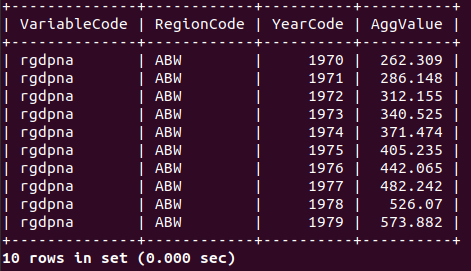 +--------------+------------+----------+----------+
| VariableCode | RegionCode | YearCode | AggValue |
+--------------+------------+----------+----------+
| rgdpna       | ABW        |     1970 |  262.309 |
| rgdpna       | ABW        |     1971 |  286.148 |
| rgdpna       | ABW        |     1972 |  312.155 |
| rgdpna       | ABW        |     1973 |  340.525 |
| rgdpna       | ABW        |     1974 |  371.474 |
| rgdpna       | ABW        |     1975 |  405.235 |
| rgdpna       | ABW        |     1976 |  442.065 |
| rgdpna       | ABW        |     1977 |  482.242 |
| rgdpna       | ABW        |     1978 |   526.07 |
| rgdpna       | ABW        |     1979 |  573.882 |
+--------------+------------+----------+----------+
10 rows in set (0.000 sec)